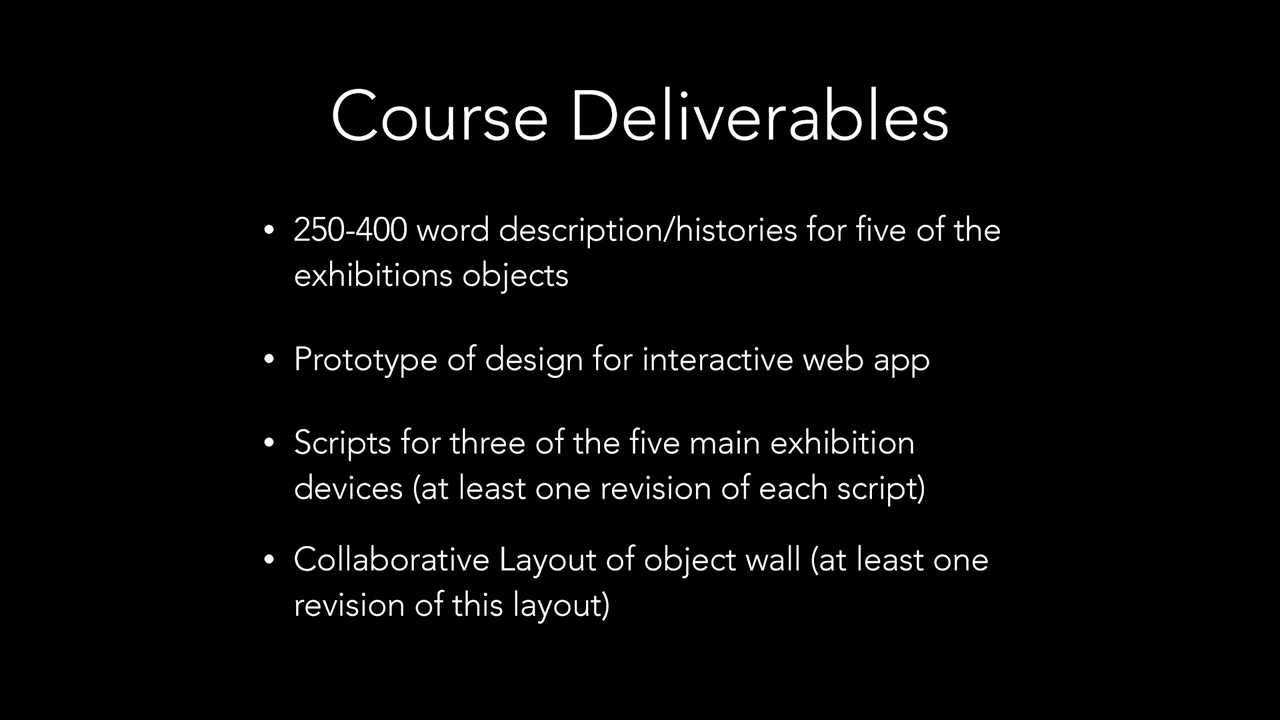 Course Deliverables
• 250-400 word description/histories for five of the
exhibitions objects
• Prototype of design for interactive web app
• Scripts for three of the five main exhibition
devices (at least one revision of each script)
• Collaborative Layout of object wall (at least one
revision of this layout)